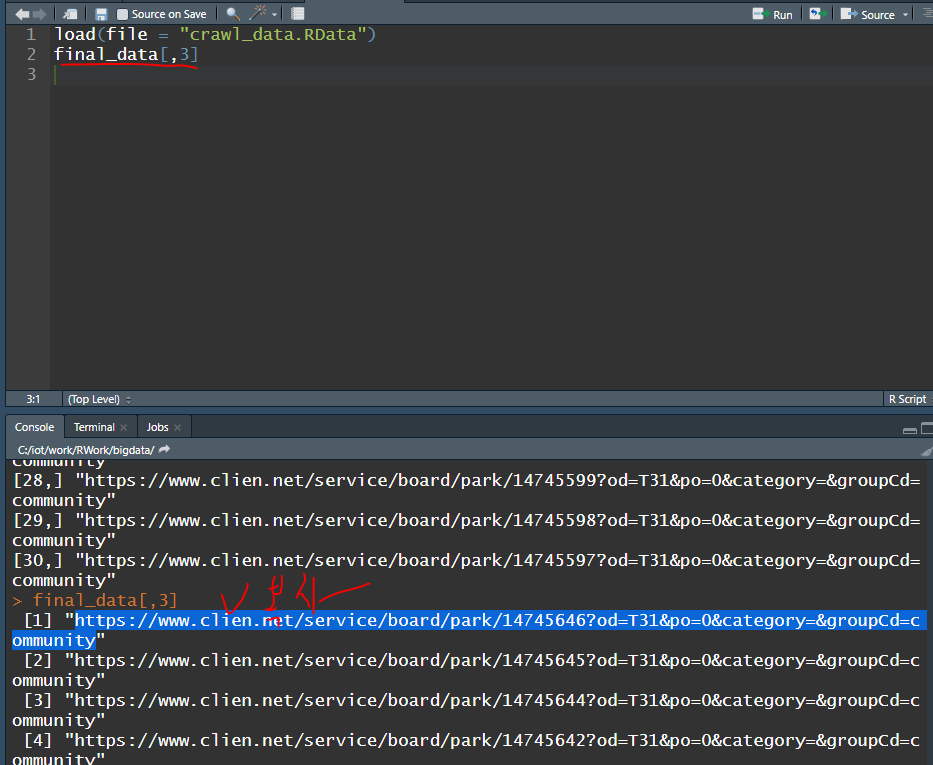 Source on Save
Run
Source
1 load(file = "crawl_data.RData")
2 final_data[,3]
3
3:1 (Top Level) R Script
Console Terminal Jobs
C:/iot/work/RWork/bigdata/
community
[28,] "https://www.clien.net/service/board/park/14745599?od=T31&po=0&category=&groupCd=
community"
[29,] "https://www.clien.net/service/board/park/14745598?od=T31&po=0&category=&groupCd=
community"
[30,] "https://www.clien.net/service/board/park/14745597?od=T31&po=0&category=&groupCd=
community"
> final_data[,3]
[1] "https://www.clien.net/service/board/park/14745646?od=T31&po=0&category=&groupCd=c
ommunity"
[2] "https://www.clien.net/service/board/park/14745645?od=T31&po=0&category=&groupCd=c
ommunity"
[3] "https://www.clien.net/service/board/park/14745644?od=T31&po=0&category=&groupCd=c
ommunity"
[4] "https://www.clien.net/service/board/park/14745642?od=T31&po=0&category=&groupCd=c
ommunity"